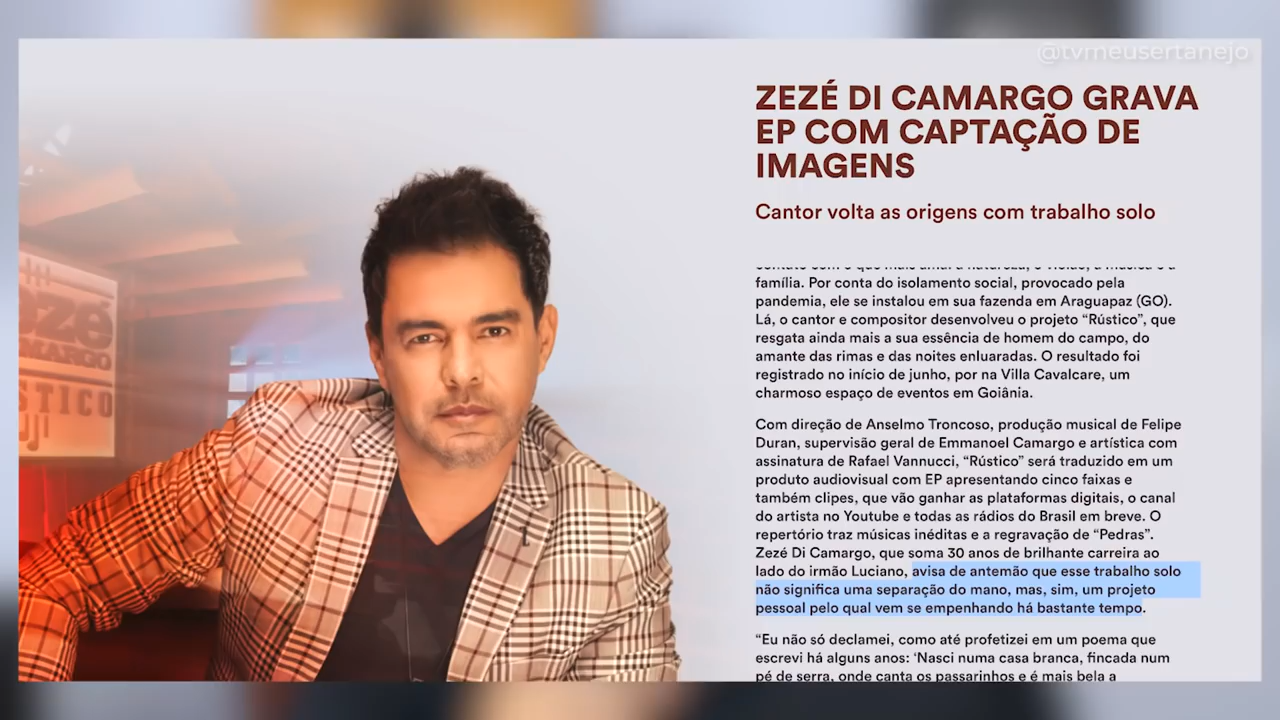 @tvmeusertanejo
ZEZÉ DI CAMARGO GRAVA
EP COM CAPTAÇÃO DE
IMAGENS
Cantor volta as origens com trabalho solo
família. Por conta do isolamento social, provocado pela
pandemia, ele se instalou em sua fazenda em Araguapaz (GO).
Lá, o cantor e compositor desenvolveu o projeto “Rústico”, que
resgata ainda mais a sua essência de homem do campo, do
amante das rimas e das noites enluaradas. O resultado foi
registrado no início de junho, por na Villa Cavalcare, um
charmoso espaço de eventos em Goiânia.
Com direção de Anselmo Troncoso, produção musical de Felipe
Duran, supervisão geral de Emmanoel Camargo e artística com
assinatura de Rafael Vannucci, “Rústico” será traduzido em um
produto audiovisual com EP apresentando cinco faixas e
também clipes, que vão ganhar as plataformas digitais, o canal
do artista no Youtube e todas as rádios do Brasil em breve. O
repertório traz músicas inéditas e a regravação de “Pedras”.
Zezé Di Camargo, que soma 30 anos de brilhante carreira ao
lado do irmão Luciano, avisa de antemão que esse trabalho solo
não significa uma separação do mano, mas, sim, um projeto
pessoal pelo qual vem se empenhando há bastante tempo.
“Eu não só declamei, como até profetizei em um poema que
escrevi há alguns anos: ‘Nasci numa casa branca, fincada num
pé de serra, onde canta os passarinhos e é mais bela a